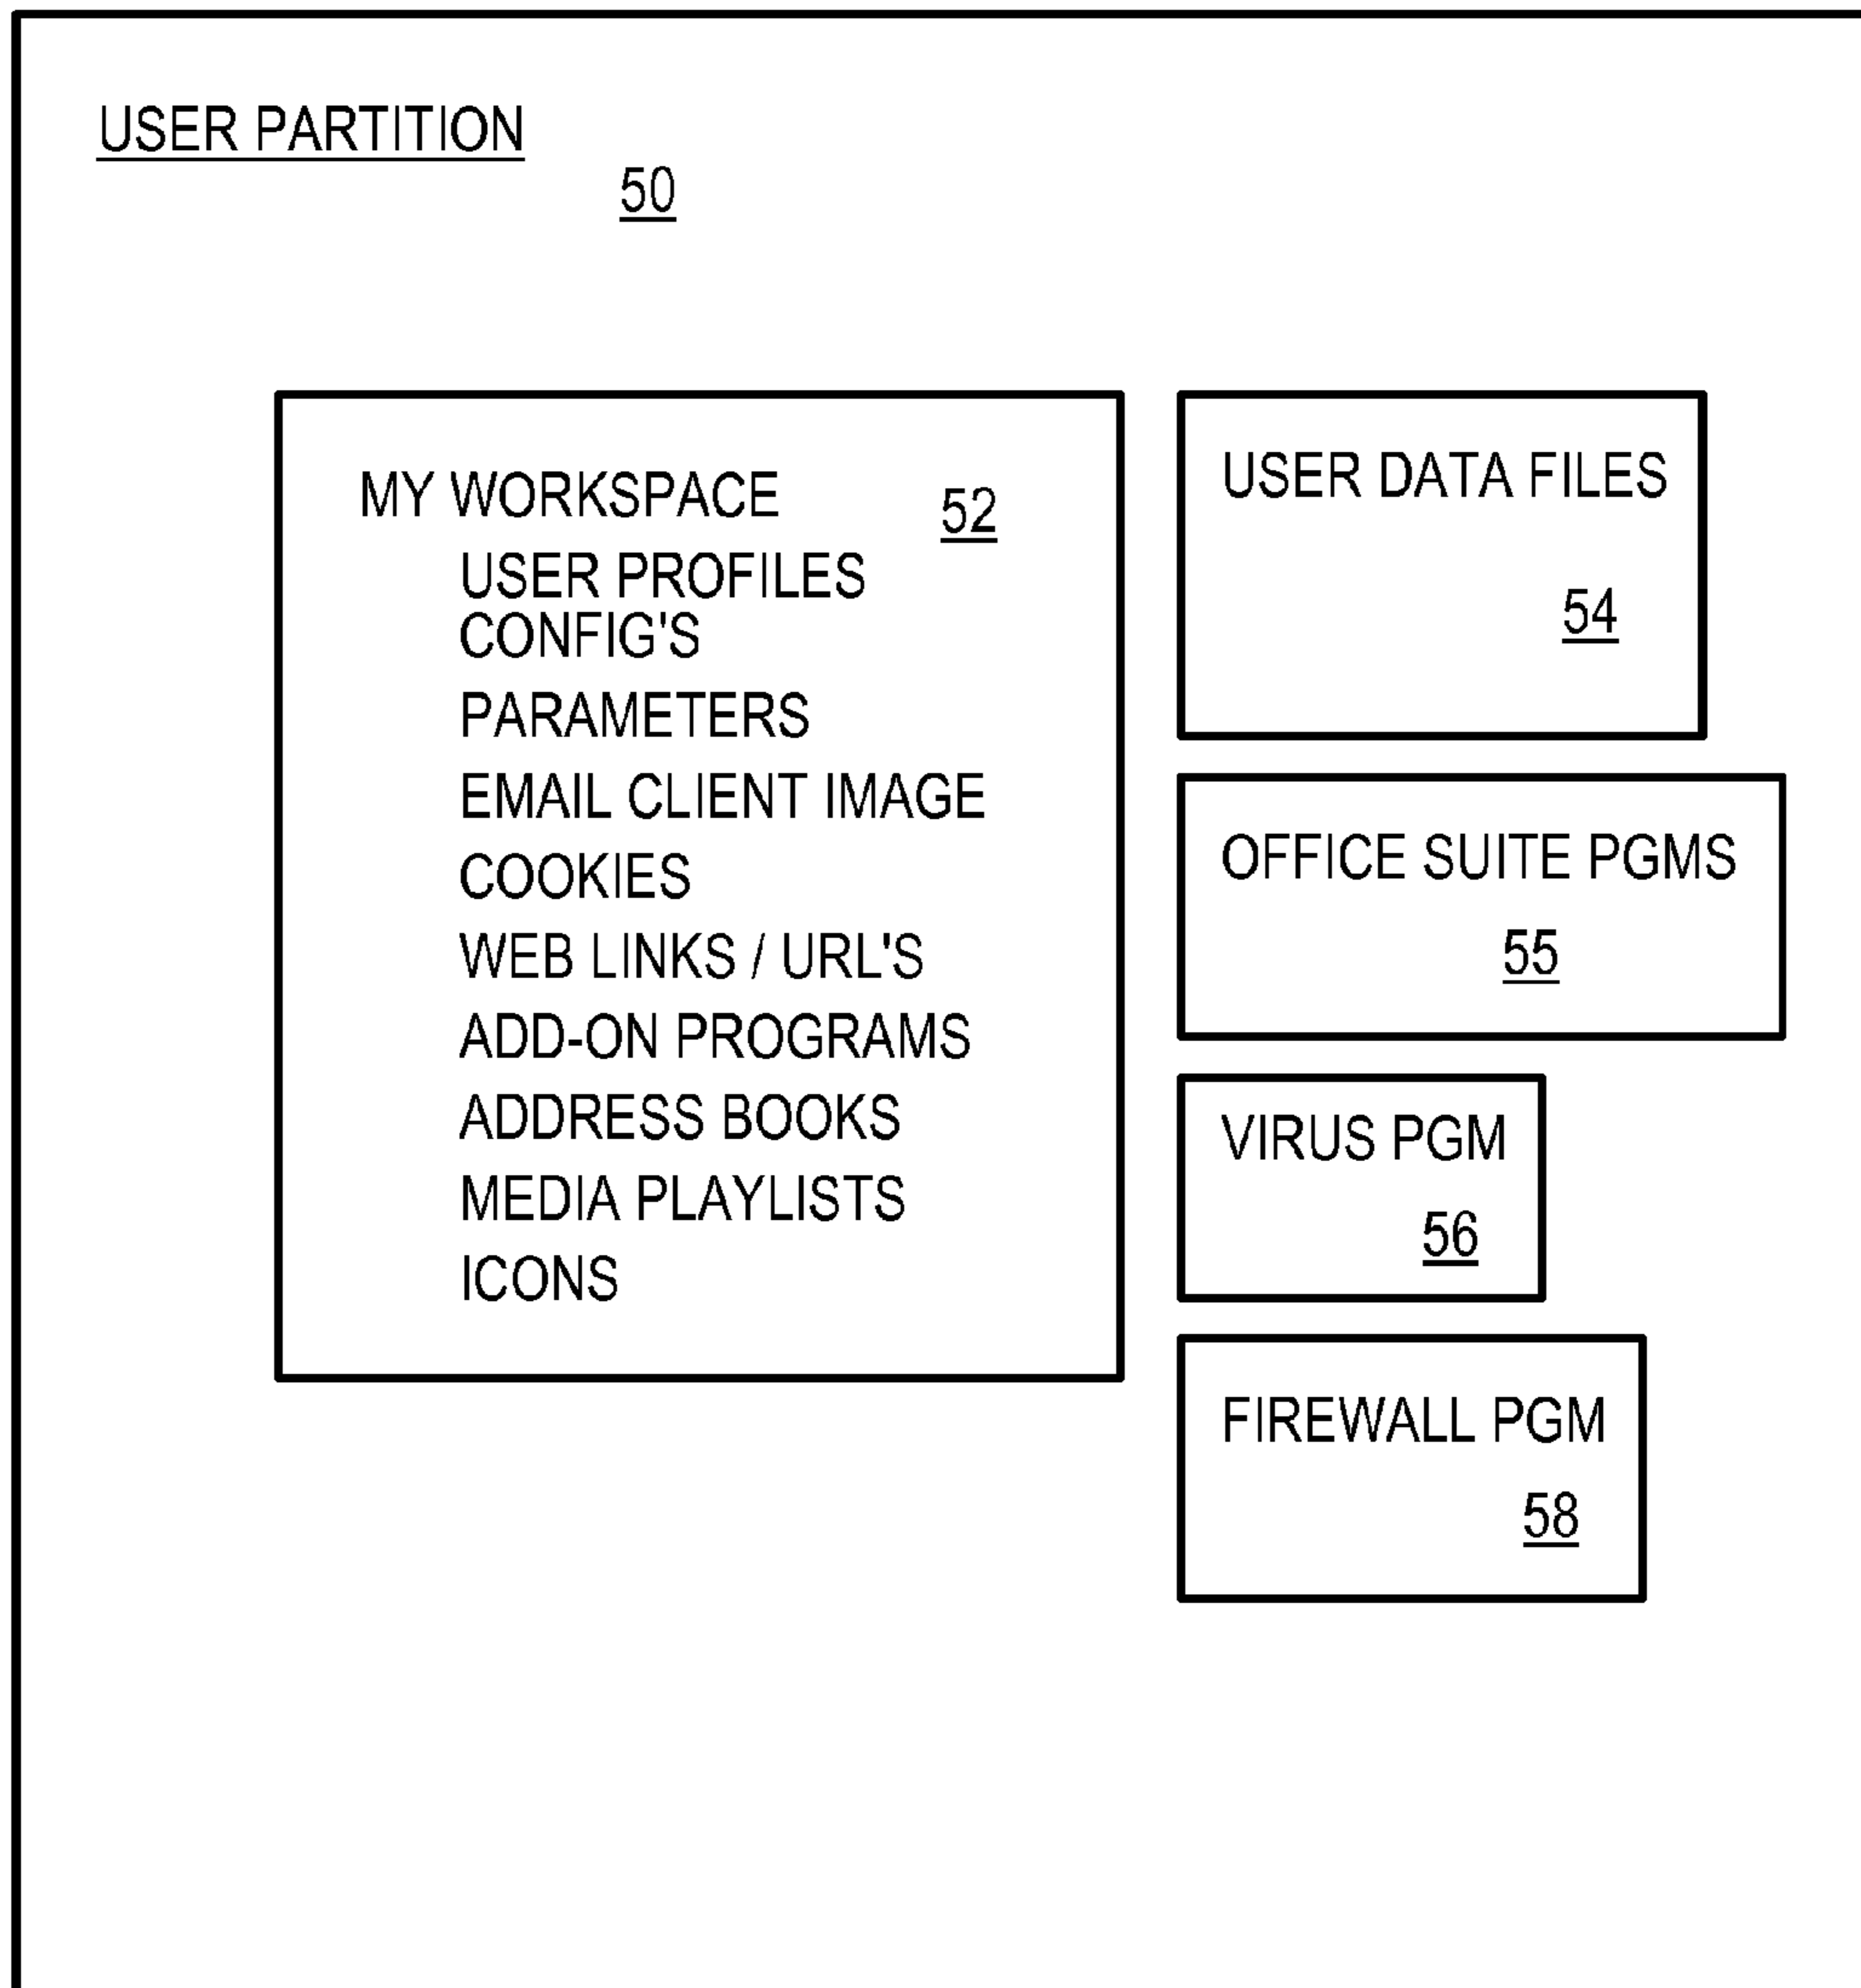 USER PARTITION
50
MY WORKSPACE
52
USER PROFILES
CONFIG'S
PARAMETERS
EMAIL CLIENT IMAGE
COOKIES
WEB LINKS / URL'S
ADD-ON PROGRAMS
ADDRESS BOOKS
MEDIA PLAYLISTS
ICONS
USER DATA FILES
54
OFFICE SUITE PGMS
55
VIRUS PGM
56
FIREWALL PGM
58